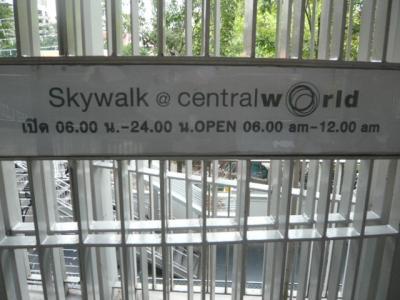 Skywalk @ centralworld
เปิด 06.00 น.-24.00 น.OPEN 06.00 am-12.00 am